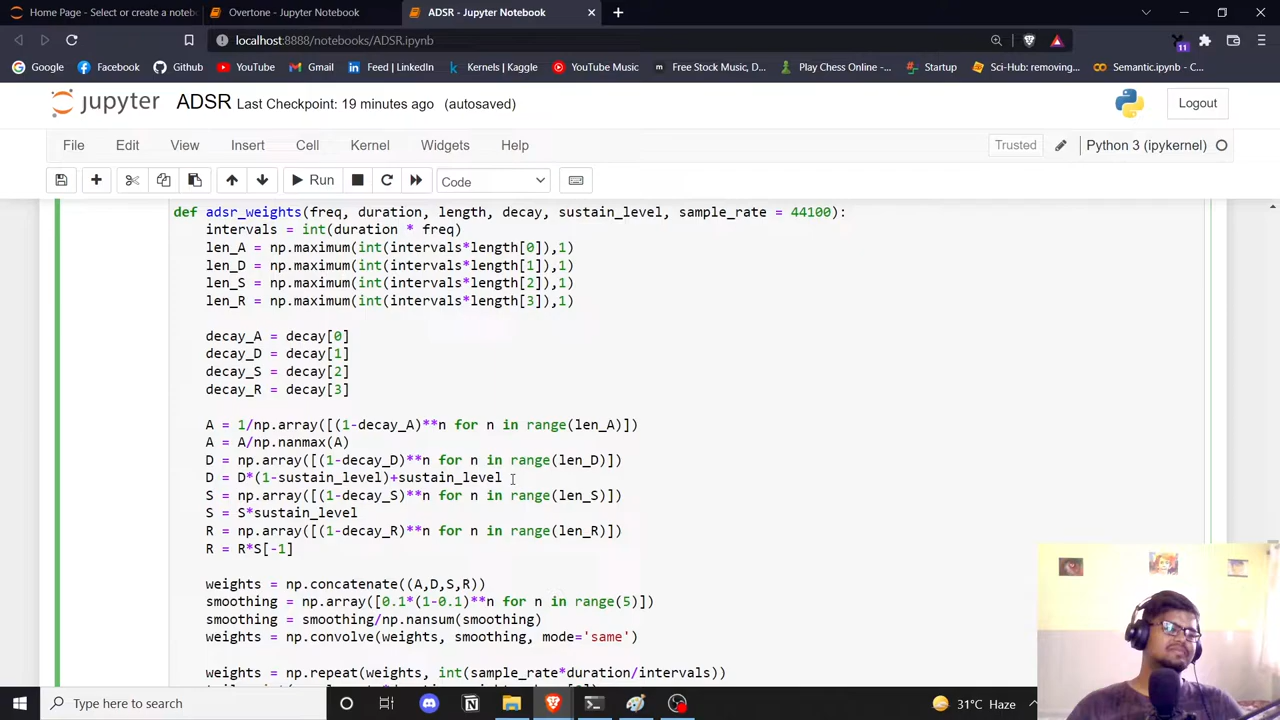 Home Page - Select or create a noteb
Overtone - Jupyter Notebook
ADSR - Jupyter Notebook
localhost:8888/notebooks/ADSR.ipynb
11
Google
Facebook
Github
YouTube
Gmail
Feed | LinkedIn
Kernels | Kaggle
YouTube Music
Free Stock Music, D...
Play Chess Online -...
Startup
Sci-Hub: removing...
Semantic.ipynb - C...
jupyter
ADSR Last Checkpoint: 19 minutes ago (autosaved)
Logout
File Edit View Insert Cell Kernel Widgets Help
Trusted
Python 3 (ipykernel)
Run
Code
def adsr_weights(freq, duration, length, decay, sustain_level, sample_rate = 44100):
intervals = int(duration * freq)
len_A = np.maximum(int(intervals*length[0]),1)
len_D = np.maximum(int(intervals*length[1]),1)
len_S = np.maximum(int(intervals*length[2]),1)
len_R = np.maximum(int(intervals*length[3]),1)
decay_A = decay[0]
decay_D = decay[1]
decay_S = decay[2]
decay_R = decay[3]
A = 1/np.array([(1-decay_A)**n for n in range(len_A)])
A = A/np.nanmax(A)
D = np.array([(1-decay_D)**n for n in range(len_D)])
D = D*(1-sustain_level)+sustain_level
S = np.array([(1-decay_S)**n for n in range(len_S)])
S = S*sustain_level
R = np.array([(1-decay_R)**n for n in range(len_R)])
R = R*S[-1]
weights = np.concatenate((A,D,S,R))
smoothing = np.array([0.1*(1-0.1)**n for n in range(5)])
smoothing = smoothing/np.nansum(smoothing)
weights = np.convolve(weights, smoothing, mode='same')
weights = np.repeat(weights, int(sample_rate*duration/intervals))
Type here to search
31°C Haze